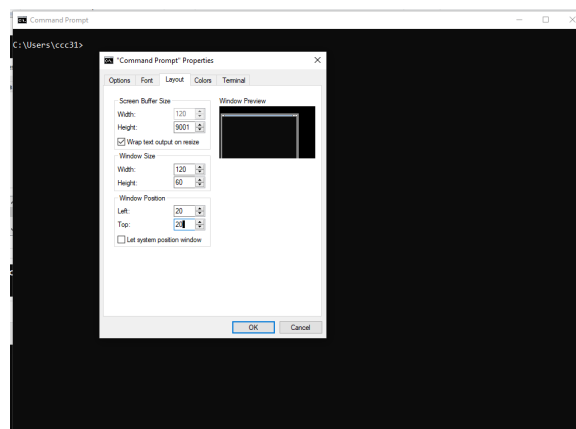 Command Prompt
C:\Users\ccc31>
"Command Prompt" Properties
Options Font Layout Colors Terminal
Screen Buffer Size
Width: 120
Height: 9001
Wrap text output on resize
Window Size
Width: 120
Height: 60
Window Position
Left: 20
Top: 20
Let system position window
Window Preview
OK Cancel